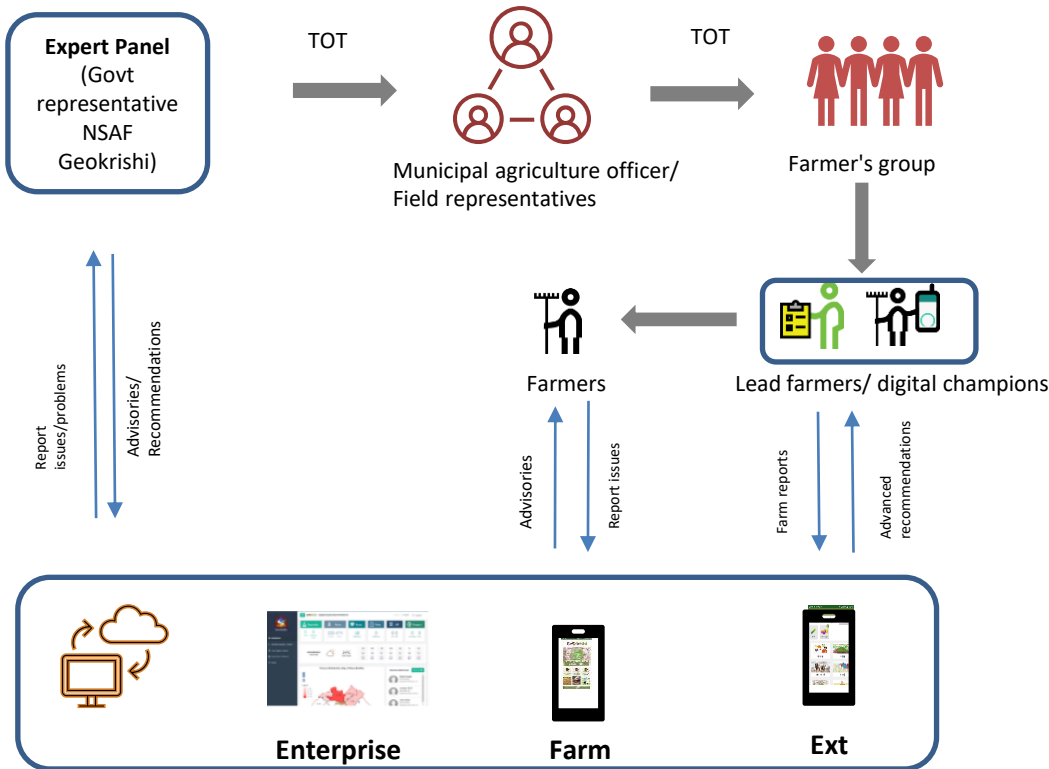 Expert Panel
(Govt
representative
NSAF
Geokrishi)
TOT
TOT
Municipal agriculture officer/
Field representatives
Farmer's group
Farmers
Lead farmers/ digital champions
Report
issues/problems
Advisories/
Recommendations
Advisories
Report issues
Farm reports
Advanced
recommendations
Enterprise
Farm
Ext